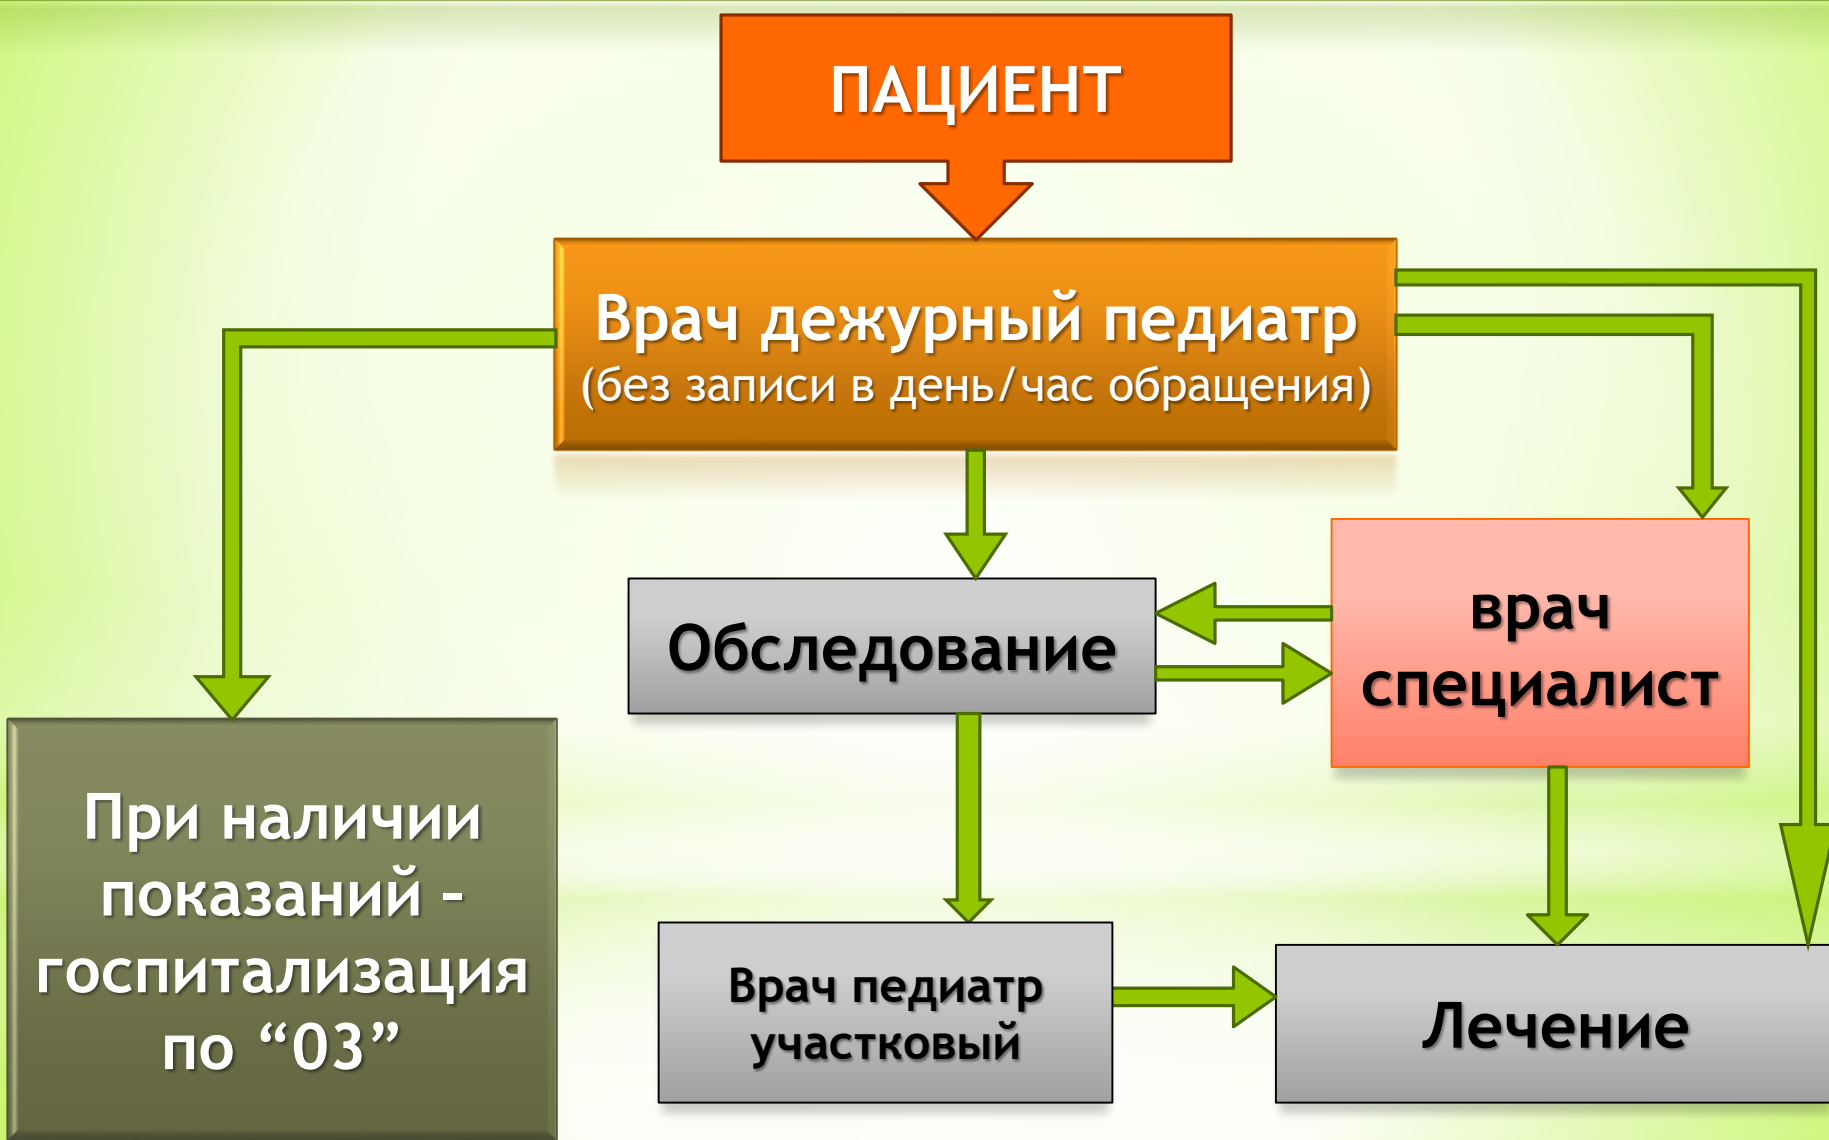 ПАЦИЕНТ
Врач дежурный педиатр
(без записи в день/час обращения)
Обследование
врач
специалист
При наличии
показаний –
госпитализация
по “03”
Врач педиатр
участковый
Лечение